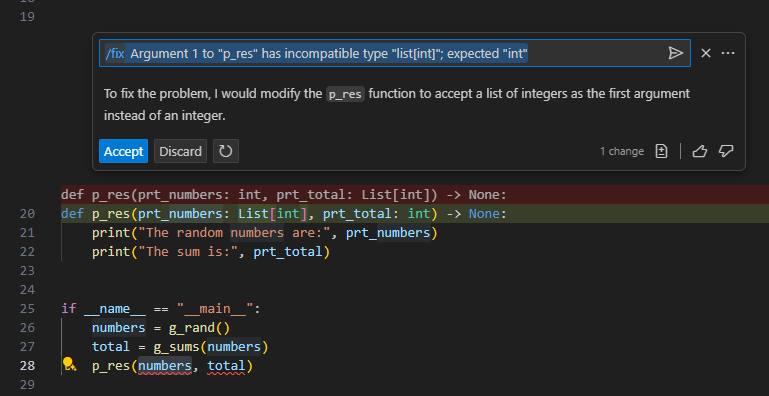 19
/fix Argument 1 to "p_res" has incompatible type "list[int]"; expected "int"
To fix the problem, I would modify the p_res function to accept a list of integers as the first argument
instead of an integer.
Accept Discard 1 change
def p_res(prt_numbers: int, prt_total: List[int]) -> None:
20 def p_res(prt_numbers: List[int], prt_total: int) -> None:
21 print("The random numbers are:", prt_numbers)
22 print("The sum is:", prt_total)
23
24
25 if __name__ == "__main__":
26 numbers = g_rand()
27 total = g_sums(numbers)
28 p_res(numbers, total)
29